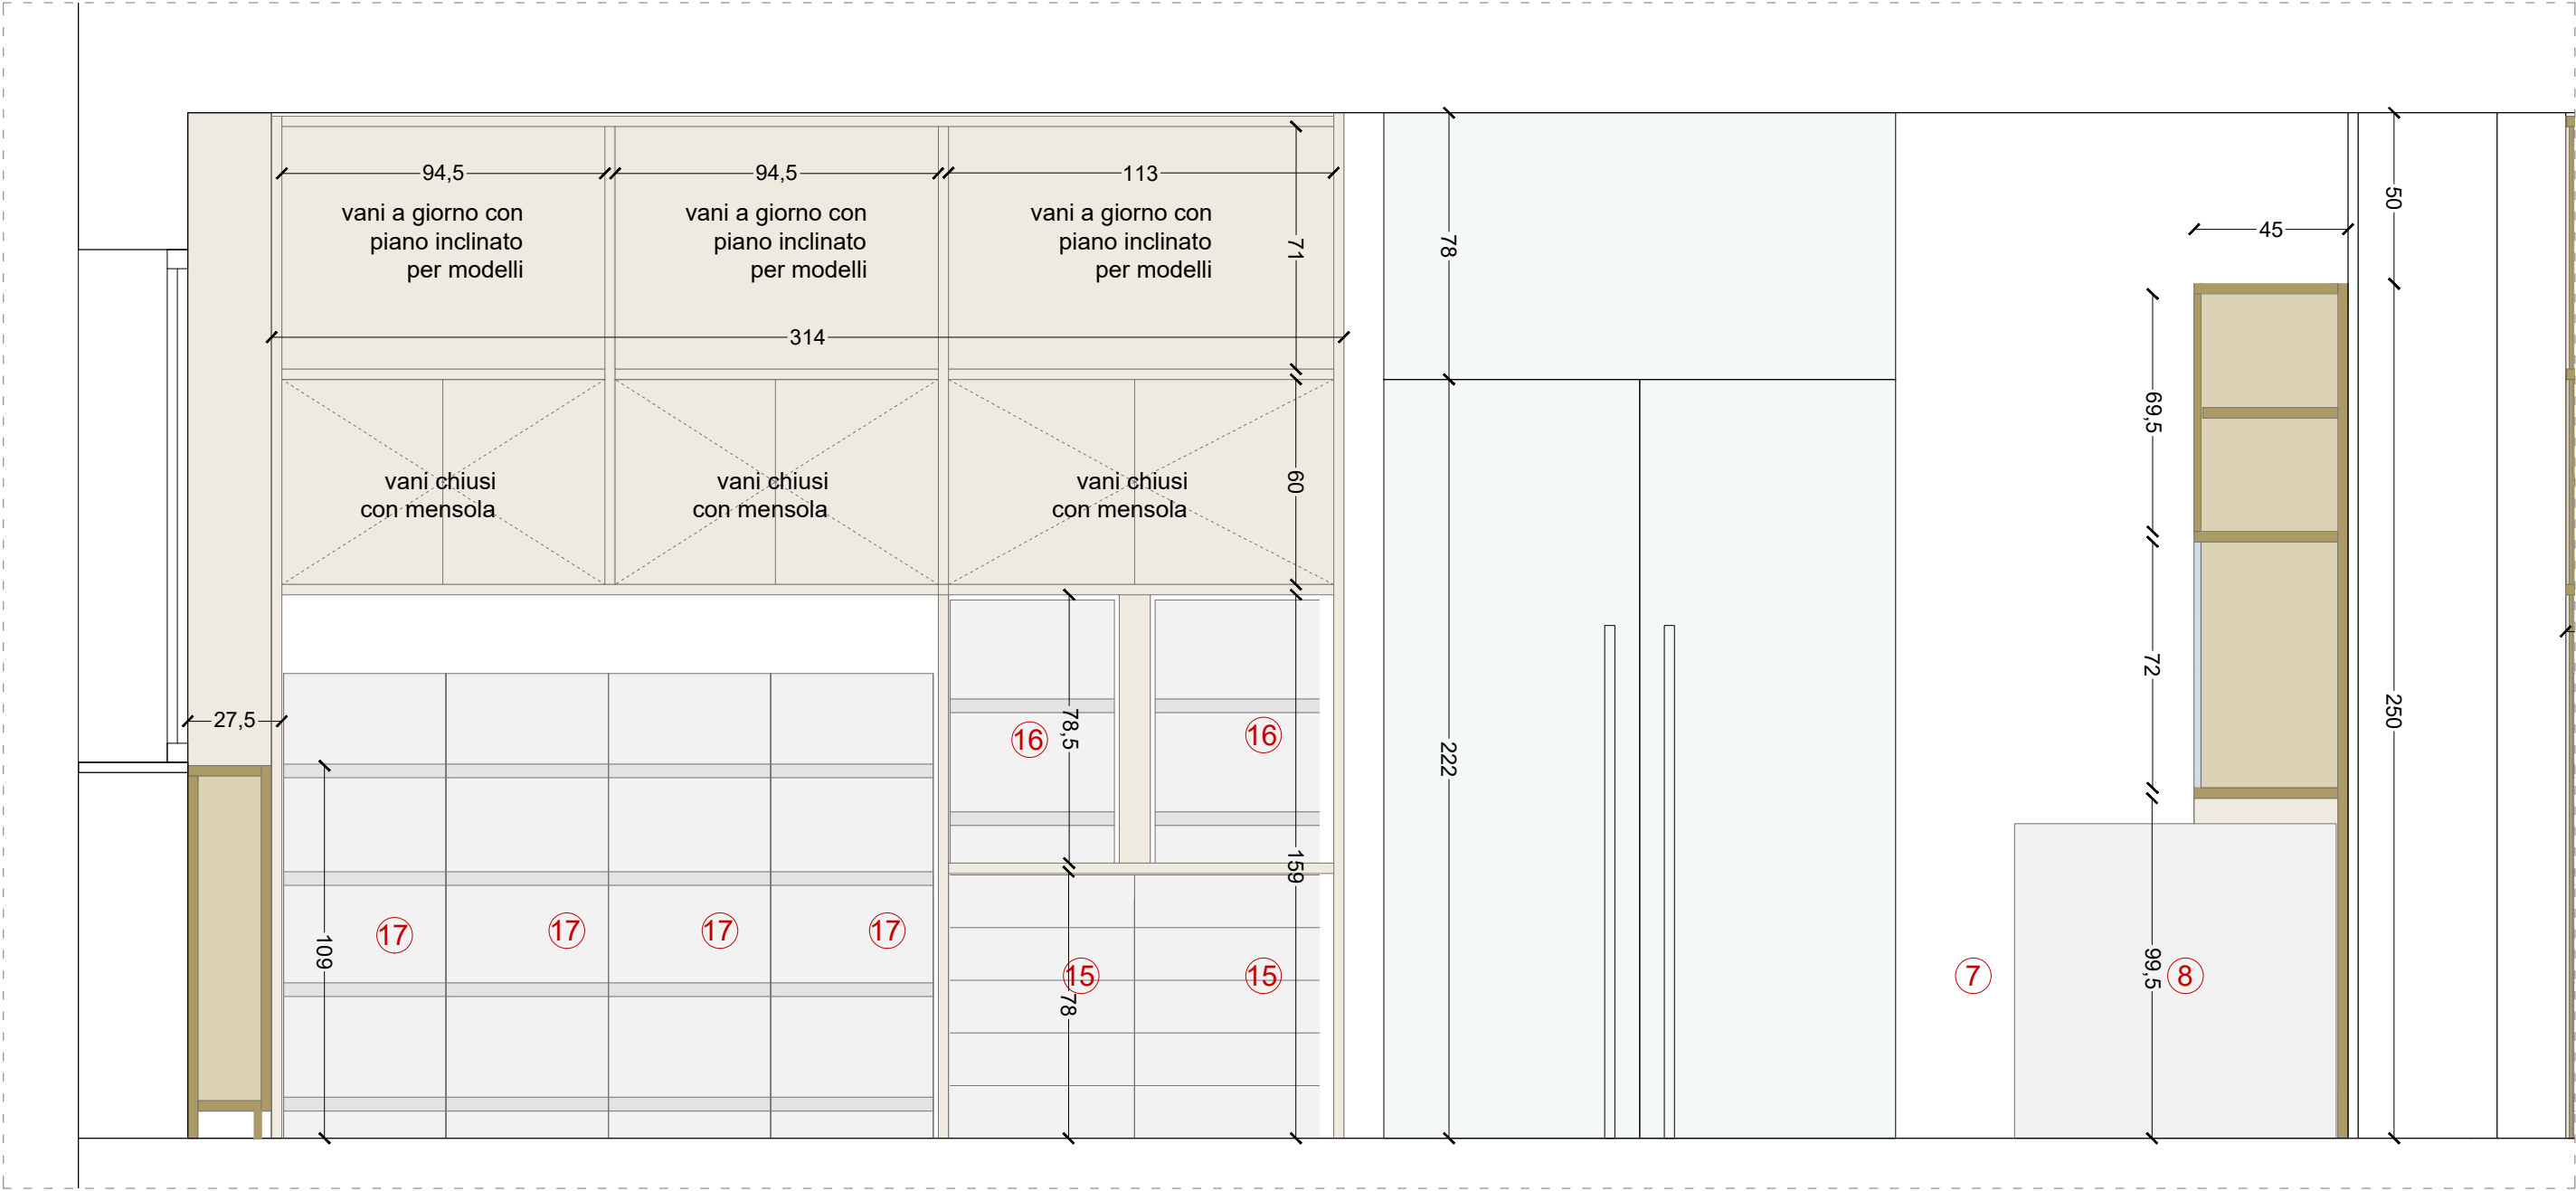 94,5
94,5
113
vani a giorno con
piano inclinato
per modelli
vani a giorno con
piano inclinato
per modelli
vani a giorno con
piano inclinato
per modelli
71
78
50
45
314
69,5
vani chiusi
con mensola
vani chiusi
con mensola
vani chiusi
con mensola
60
72
250
27,5
16
78,5
16
222
159
17
17
17
17
109
15
78
15
7
99,5
8